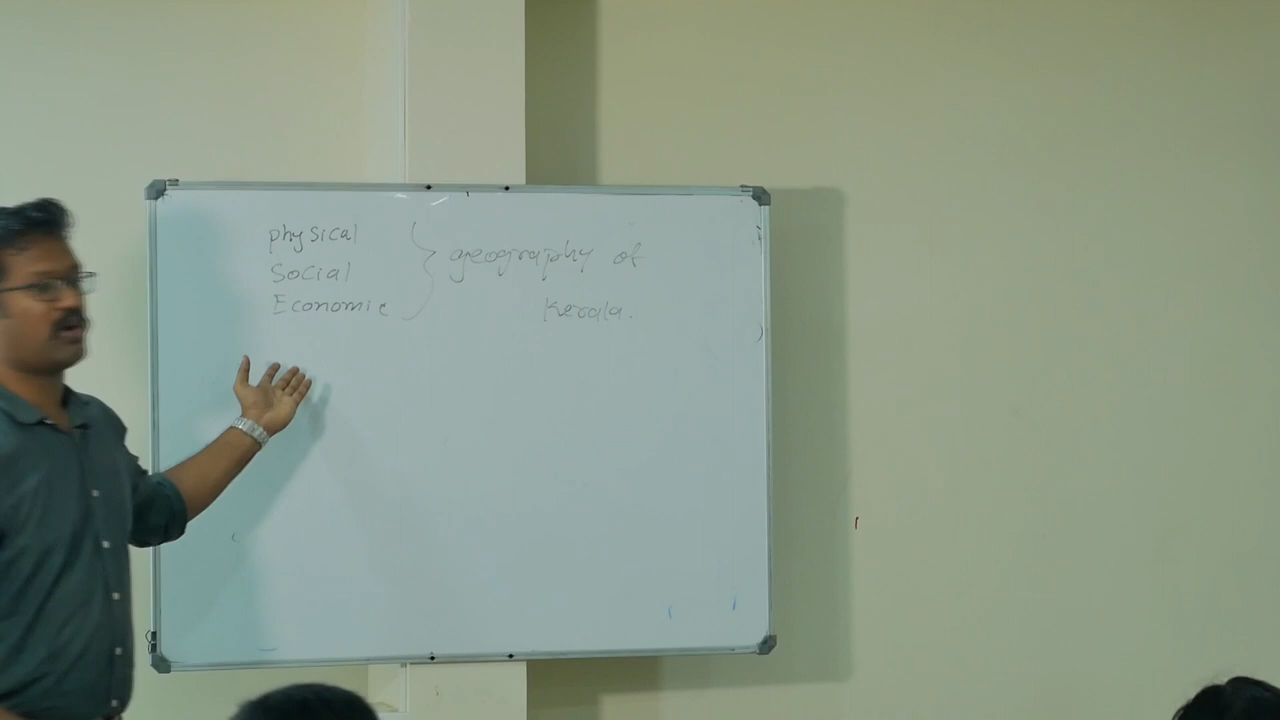 physical
Social
Economic
} geography of
Kerala.